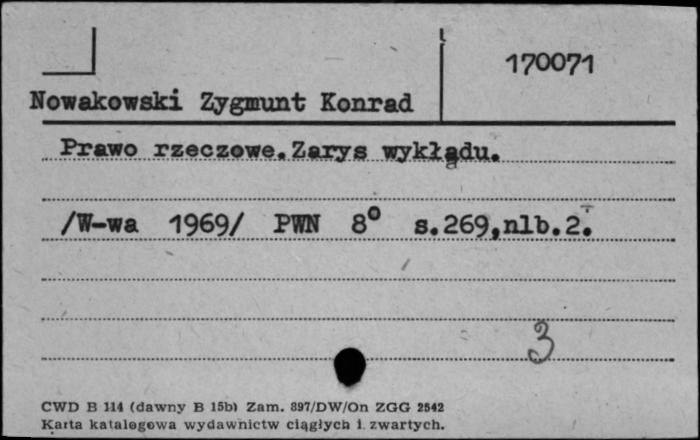 170071
Nowakowski Zygmunt Konrad
Prawo rzeczowe.Zarys wykładu.
/W-wa 1969/ PWN 8° s.269,nlb.2.
3
CWD B 114 (dawny B 15b) Zam. 897/DW/On ZGG 2542
Karta katalogowa wydawnictw ciągłych i zwartych.